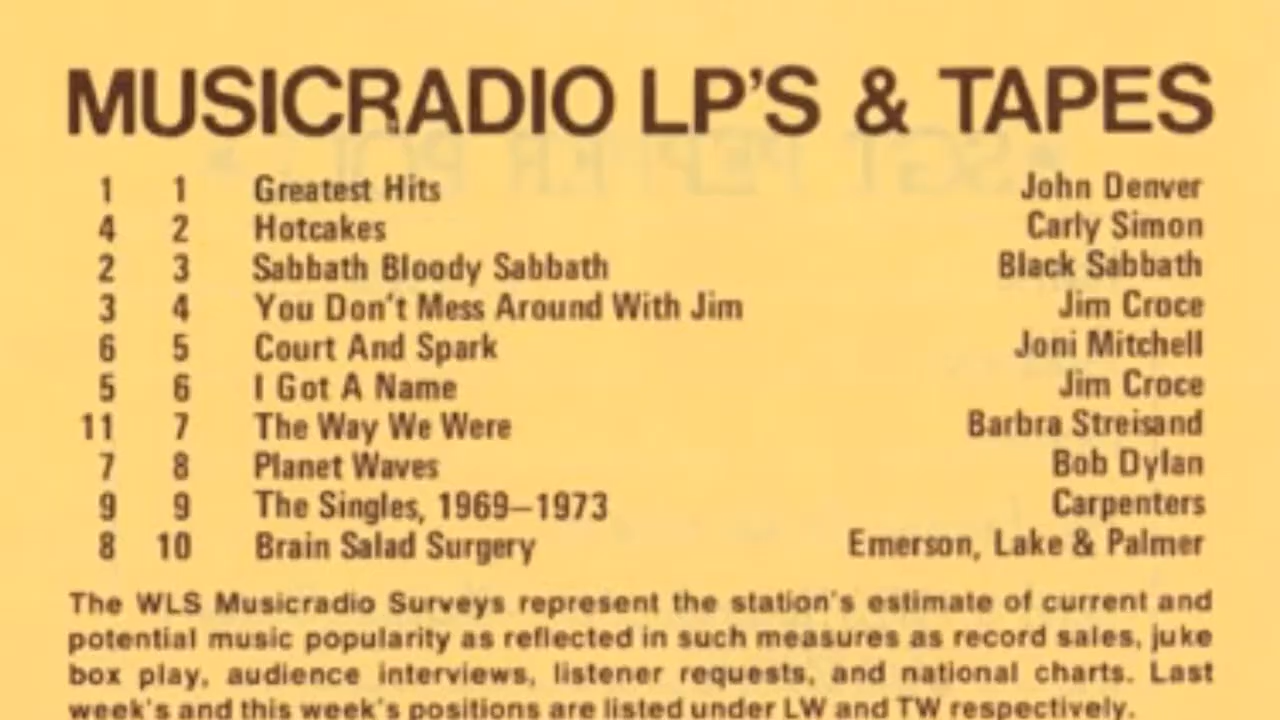 MUSICRADIO LP'S & TAPES
1 1 Greatest Hits John Denver
4 2 Hotcakes Carly Simon
2 3 Sabbath Bloody Sabbath Black Sabbath
3 4 You Don't Mess Around With Jim Jim Croce
6 5 Court And Spark Joni Mitchell
5 6 I Got A Name Jim Croce
11 7 The Way We Were Barbra Streisand
7 8 Planet Waves Bob Dylan
9 9 The Singles, 1969–1973 Carpenters
8 10 Brain Salad Surgery Emerson, Lake & Palmer
The WLS Musicradio Surveys represent the station's estimate of current and
potential music popularity as reflected in such measures as record sales, juke
box play, audience interviews, listener requests, and national charts. Last
week's and this week's positions are listed under LW and TW respectively.